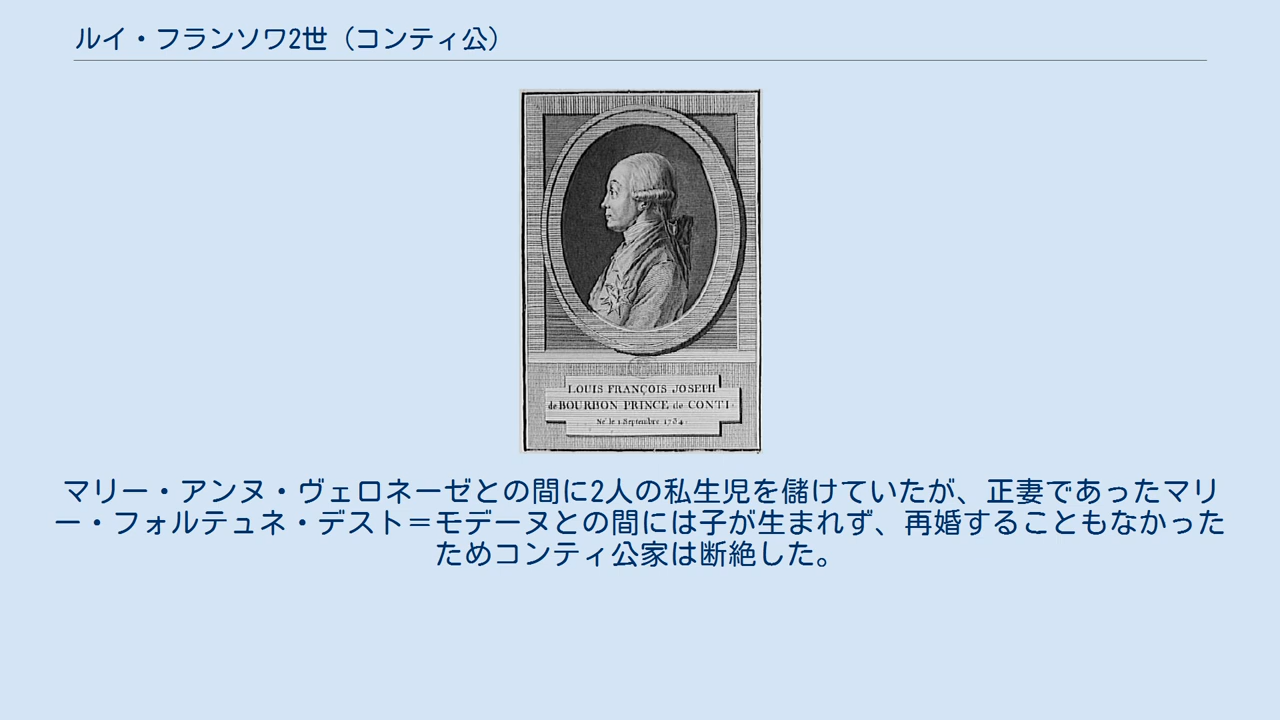 ルイ・フランソワ2世（コンティ公）
LOUIS FRANÇOIS JOSEPH
de BOURBON PRINCE de CONTI.
Né le 1 Septembre 1734.
マリー・アンヌ・ヴェロネーゼとの間に2人の私生児を儲けていたが、正妻であったマリ
ー・フォルテュネ・デスト＝モデーヌとの間には子が生まれず、再婚することもなかった
ためコンティ公家は断絶した。